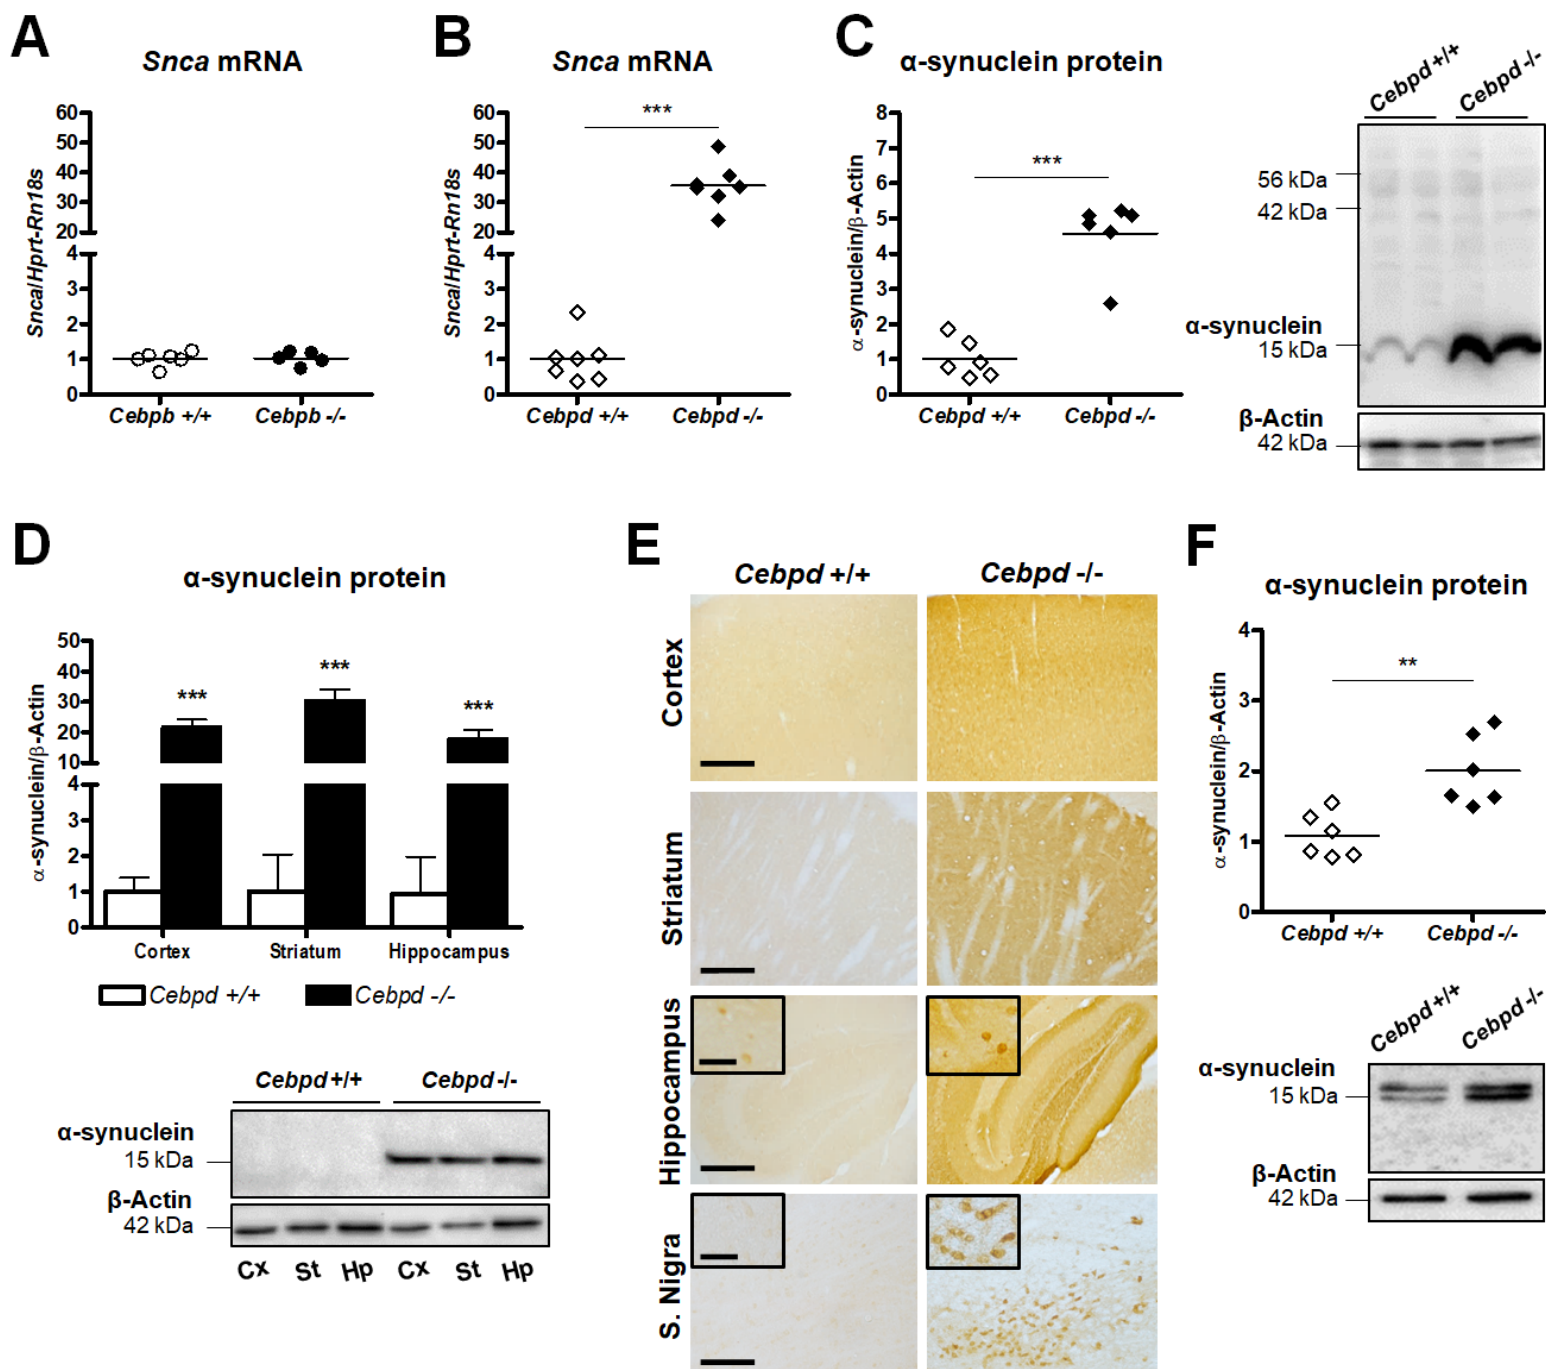 A
Snca mRNA
Snca/Hprt-Rn18s
60
50
40
30
20
4
3
2
1
0
Cebpb +/+
Cebpb -/-
B
Snca mRNA
Snca/Hprt-Rn18s
60
50
40
30
20
4
3
2
1
0
***
Cebpd +/+
Cebpd -/-
C
α-synuclein protein
α-synuclein/β-Actin
8
7
6
5
4
3
2
1
0
***
Cebpd +/+
Cebpd -/-
Cebpd +/+
Cebpd -/-
56 kDa
42 kDa
α-synuclein
15 kDa
β-Actin
42 kDa
D
α-synuclein protein
α-synuclein/β-Actin
50
40
30
20
10
4
3
2
1
0
***
***
***
Cortex
Striatum
Hippocampus
Cebpd +/+
Cebpd -/-
Cebpd +/+
Cebpd -/-
α-synuclein
15 kDa
β-Actin
42 kDa
Cx
St
Hp
Cx
St
Hp
E
Cebpd +/+
Cebpd -/-
Cortex
Striatum
Hippocampus
S. Nigra
F
α-synuclein protein
α-synuclein/β-Actin
4
3
2
1
0
**
Cebpd +/+
Cebpd -/-
Cebpd +/+
Cebpd -/-
α-synuclein
15 kDa
β-Actin
42 kDa